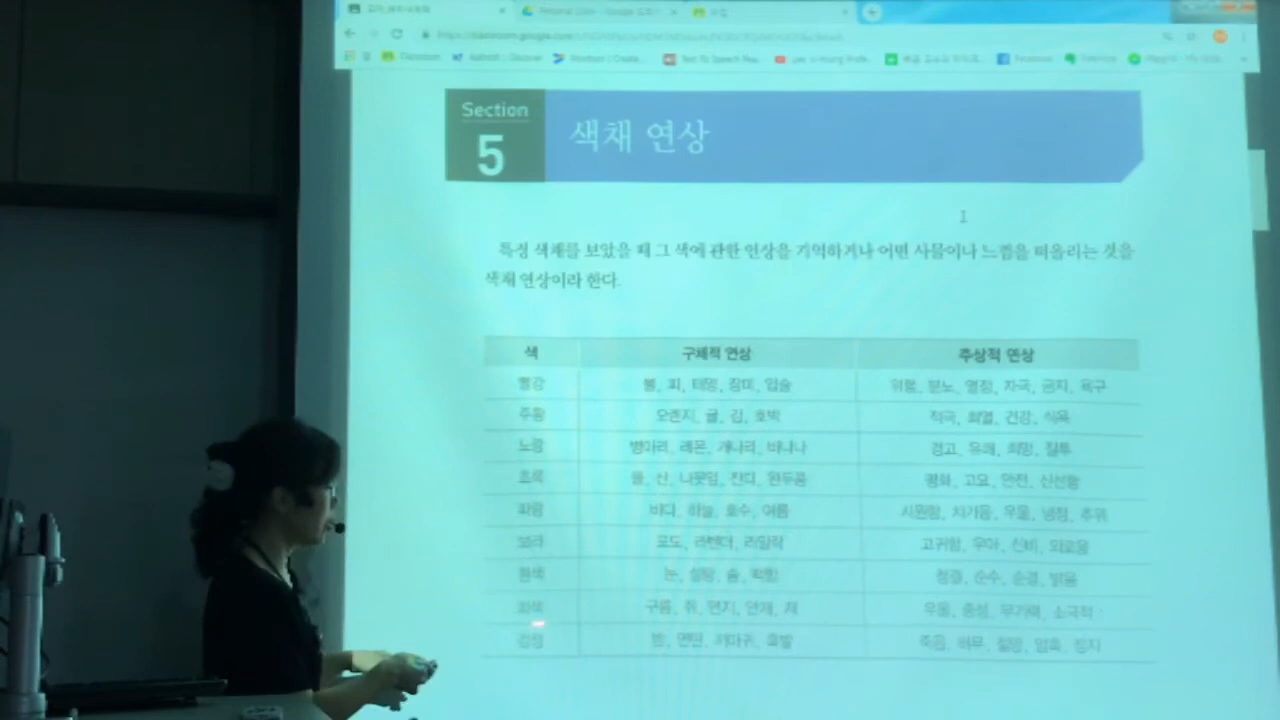 Section
5
색채 연상
1
특정 색채를 보았을 때 그 색에 관한 연상을 기억하거나 어떤 사물이나 느낌을 떠올리는 것을
색채 연상이라 한다.
색 구체적 연상 추상적 연상
빨강 불, 피, 태양, 장미, 입술 위험, 분노, 열정, 자극, 금지, 욕구
주황 오렌지, 귤, 감, 호박 적극, 희열, 건강, 식욕
노랑 병아리, 레몬, 개나리, 바나나 경고, 유쾌, 희망, 질투
초록 풀, 산, 나뭇잎, 잔디, 완두콩 평화, 고요, 안전, 신선함
파랑 바다, 하늘, 호수, 여름 시원함, 차가움, 우울, 냉정, 추위
보라 포도, 라벤더, 라일락 고귀함, 우아, 신비, 외로움
흰색 눈, 설탕, 솜, 청결, 순수, 순결, 밝음
회색 구름, 쥐, 먼지, 안개, 재 우울, 중성, 무기력, 소극적
검정 밤, 연탄, 까마귀, 죽음, 허무, 절망, 암흑, 정지